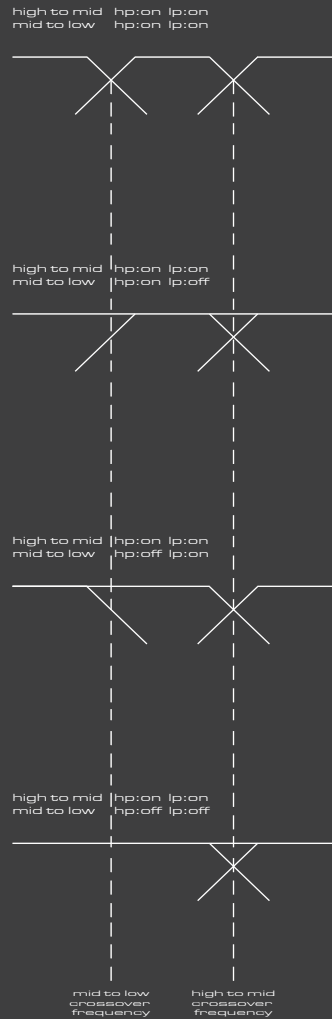 high to mid hp:on lp:on
mid to low hp:on lp:on
high to mid hp:on lp:on
mid to low hp:on lp:off
high to mid hp:on lp:on
mid to low hp:off lp:on
high to mid hp:on lp:on
mid to low hp:off lp:off
mid to low
crossover
frequency
high to mid
crossover
frequency